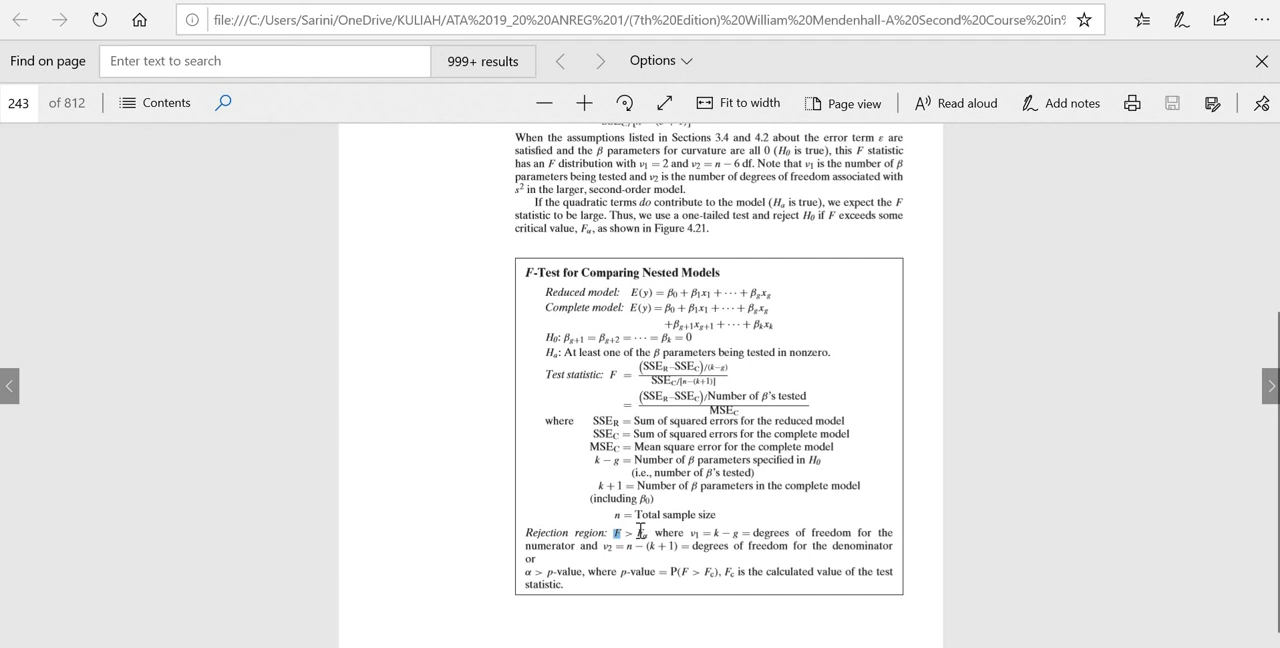 file:///C:/Users/Sarini/OneDrive/KULIAH/ATA%2019_20%20ANREG%201/(7th%20Edition)%20William%20Mendenhall-A%20Second%20Course%20in%
Find on page Enter text to search 999+ results Options
243 of 812 Contents Fit to width Page view Read aloud Add notes
When the assumptions listed in Sections 3.4 and 4.2 about the error term ε are
satisfied and the β parameters for curvature are all 0 (H₀ is true), this F statistic
has an F distribution with ν₁ = 2 and ν₂ = n − 6 df. Note that ν₁ is the number of β
parameters being tested and ν₂ is the number of degrees of freedom associated with
s² in the larger, second-order model.
If the quadratic terms do contribute to the model (Hₐ is true), we expect the F
statistic to be large. Thus, we use a one-tailed test and reject H₀ if F exceeds some
critical value, Fα, as shown in Figure 4.21.
F-Test for Comparing Nested Models
Reduced model: E(y) = β₀ + β₁x₁ + ··· + βgxg
Complete model: E(y) = β₀ + β₁x₁ + ··· + βgxg
+βg+1xg+1 + ··· + βkxk
H₀: βg+1 = βg+2 = ··· = βk = 0
Hₐ: At least one of the β parameters being tested in nonzero.
Test statistic: F = (SSE_R−SSE_C)/(k−g)
SSE_C/[n−(k+1)]
= (SSE_R−SSE_C)/Number of β's tested
MSE_C
where SSE_R = Sum of squared errors for the reduced model
SSE_C = Sum of squared errors for the complete model
MSE_C = Mean square error for the complete model
k − g = Number of β parameters specified in H₀
(i.e., number of β's tested)
k + 1 = Number of β parameters in the complete model
(including β₀)
n = Total sample size
Rejection region: F > Fα, where ν₁ = k − g = degrees of freedom for the
numerator and ν₂ = n − (k + 1) = degrees of freedom for the denominator
or
α > p-value, where p-value = P(F > F_c), F_c is the calculated value of the test
statistic.